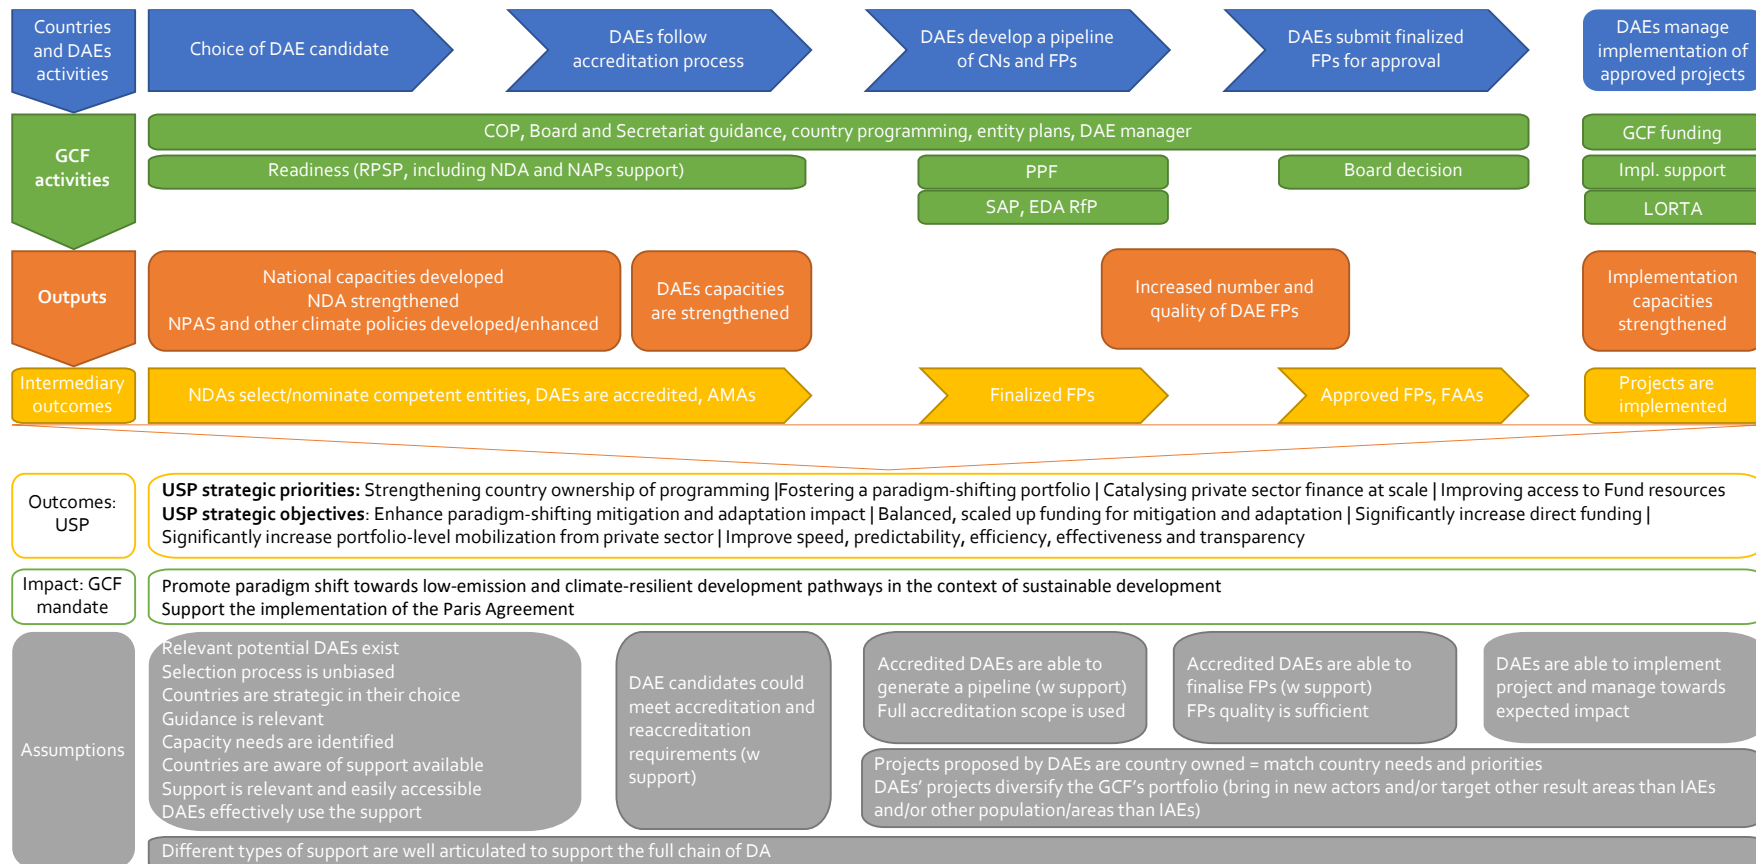 Countries
and DAEs
activities
Choice of DAE candidate
DAEs follow
accreditation process
DAEs develop a pipeline
of CNs and FPs
DAEs submit finalized
FPs for approval
DAEs manage
implementation of
approved projects
GCF
activities
COP, Board and Secretariat guidance, country programming, entity plans, DAE manager
GCF funding
Readiness (RPSP, including NDA and NAPs support)
PPF
Board decision
Impl. support
SAP, EDA RfP
LORTA
Outputs
National capacities developed
NDA strengthened
NPAS and other climate policies developed/enhanced
DAEs capacities
are strengthened
Increased number and
quality of DAE FPs
Implementation
capacities
strengthened
Intermediary
outcomes
NDAs select/nominate competent entities, DAEs are accredited, AMAs
Finalized FPs
Approved FPs, FAAs
Projects are
implemented
Outcomes:
USP
USP strategic priorities: Strengthening country ownership of programming |Fostering a paradigm-shifting portfolio | Catalysing private sector finance at scale | Improving access to Fund resources
USP strategic objectives: Enhance paradigm-shifting mitigation and adaptation impact | Balanced, scaled up funding for mitigation and adaptation | Significantly increase direct funding |
Significantly increase portfolio-level mobilization from private sector | Improve speed, predictability, efficiency, effectiveness and transparency
Impact: GCF
mandate
Promote paradigm shift towards low-emission and climate-resilient development pathways in the context of sustainable development
Support the implementation of the Paris Agreement
Assumptions
Relevant potential DAEs exist
Selection process is unbiased
Countries are strategic in their choice
Guidance is relevant
Capacity needs are identified
Countries are aware of support available
Support is relevant and easily accessible
DAEs effectively use the support
DAE candidates could
meet accreditation and
reaccreditation
requirements (w
support)
Accredited DAEs are able to
generate a pipeline (w support)
Full accreditation scope is used
Accredited DAEs are able to
finalise FPs (w support)
FPs quality is sufficient
DAEs are able to implement
project and manage towards
expected impact
Projects proposed by DAEs are country owned = match country needs and priorities
DAEs' projects diversify the GCF's portfolio (bring in new actors and/or target other result areas than IAEs
and/or other population/areas than IAEs)
Different types of support are well articulated to support the full chain of DA